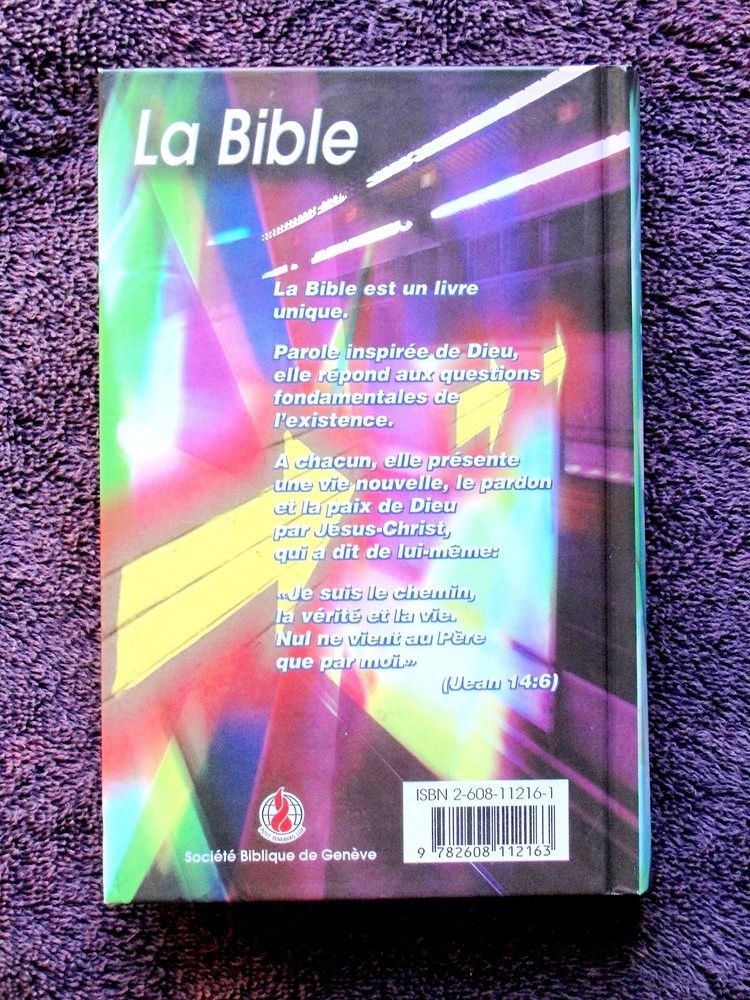 La Bible
La Bible est un livre
unique.
Parole inspirée de Dieu,
elle répond aux questions
fondamentales de
l'existence.
A chacun, elle présente
une vie nouvelle, le pardon
et la paix de Dieu
par Jésus-Christ,
qui a dit de lui-même:
«Je suis le chemin,
la vérité et la vie.
Nul ne vient au Père
que par moi.»
(Jean 14:6)
ISBN 2-608-11216-1
9 782608 112163
POST TENEBRAS LUX
Société Biblique de Genève